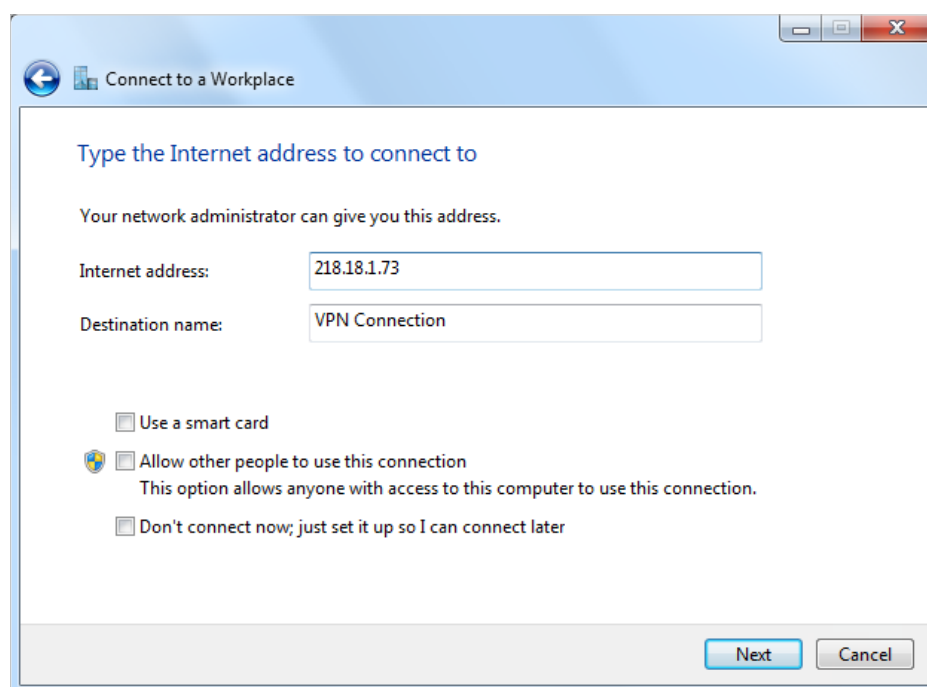 Connect to a Workplace
Type the Internet address to connect to
Your network administrator can give you this address.
Internet address: 218.18.1.73
Destination name: VPN Connection
Use a smart card
Allow other people to use this connection
This option allows anyone with access to this computer to use this connection.
Don't connect now; just set it up so I can connect later
Next Cancel